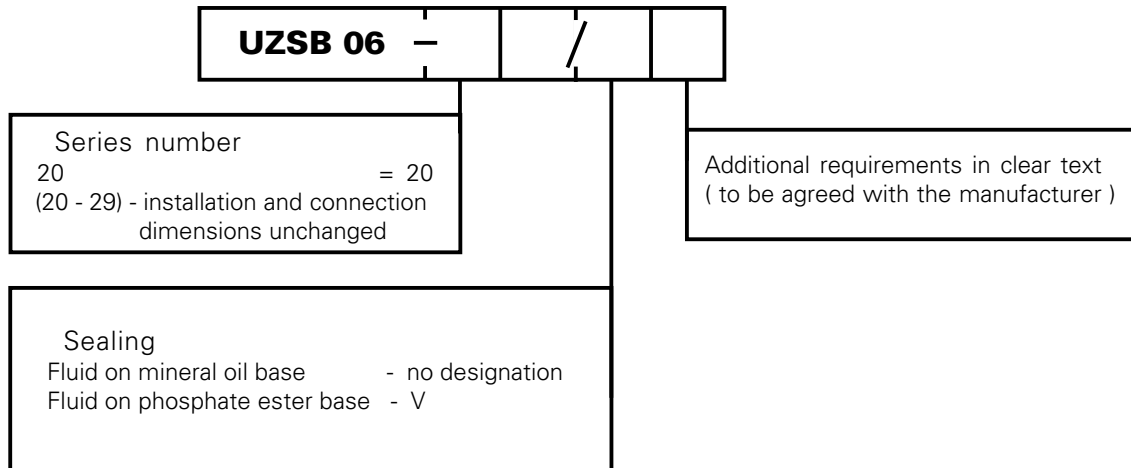 UZSB 06 – /
Series number
20 = 20
(20 - 29) - installation and connection
dimensions unchanged
Additional requirements in clear text
( to be agreed with the manufacturer )
Sealing
Fluid on mineral oil base - no designation
Fluid on phosphate ester base - V